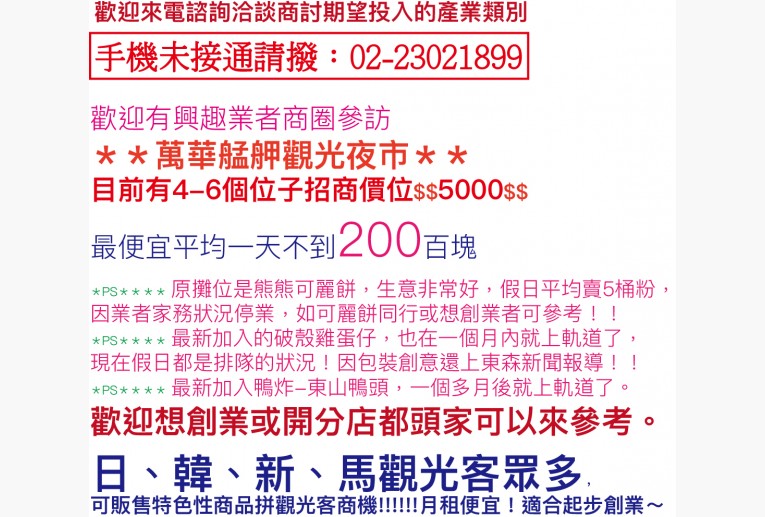 歡迎來電諮詢洽談商討期望投入的產業類別
手機未接通請撥：02-23021899
歡迎有興趣業者商圈參訪
＊＊萬華艋舺觀光夜市＊＊
目前有4-6個位子招商價位$$5000$$
最便宜平均一天不到200百塊
*PS**** 原攤位是熊熊可麗餅，生意非常好，假日平均賣5桶粉，
因業者家務狀況停業，如可麗餅同行或想創業者可參考！！
*PS**** 最新加入的破殼雞蛋仔，也在一個月內就上軌道了，
現在假日都是排隊的狀況！因包裝創意還上東森新聞報導！！
*PS**** 最新加入鴨炸-東山鴨頭，一個多月後就上軌道了。
歡迎想創業或開分店都頭家可以來參考。
日、韓、新、馬觀光客眾多，
可販售特色性商品拼觀光客商機!!!!!!月租便宜！適合起步創業～